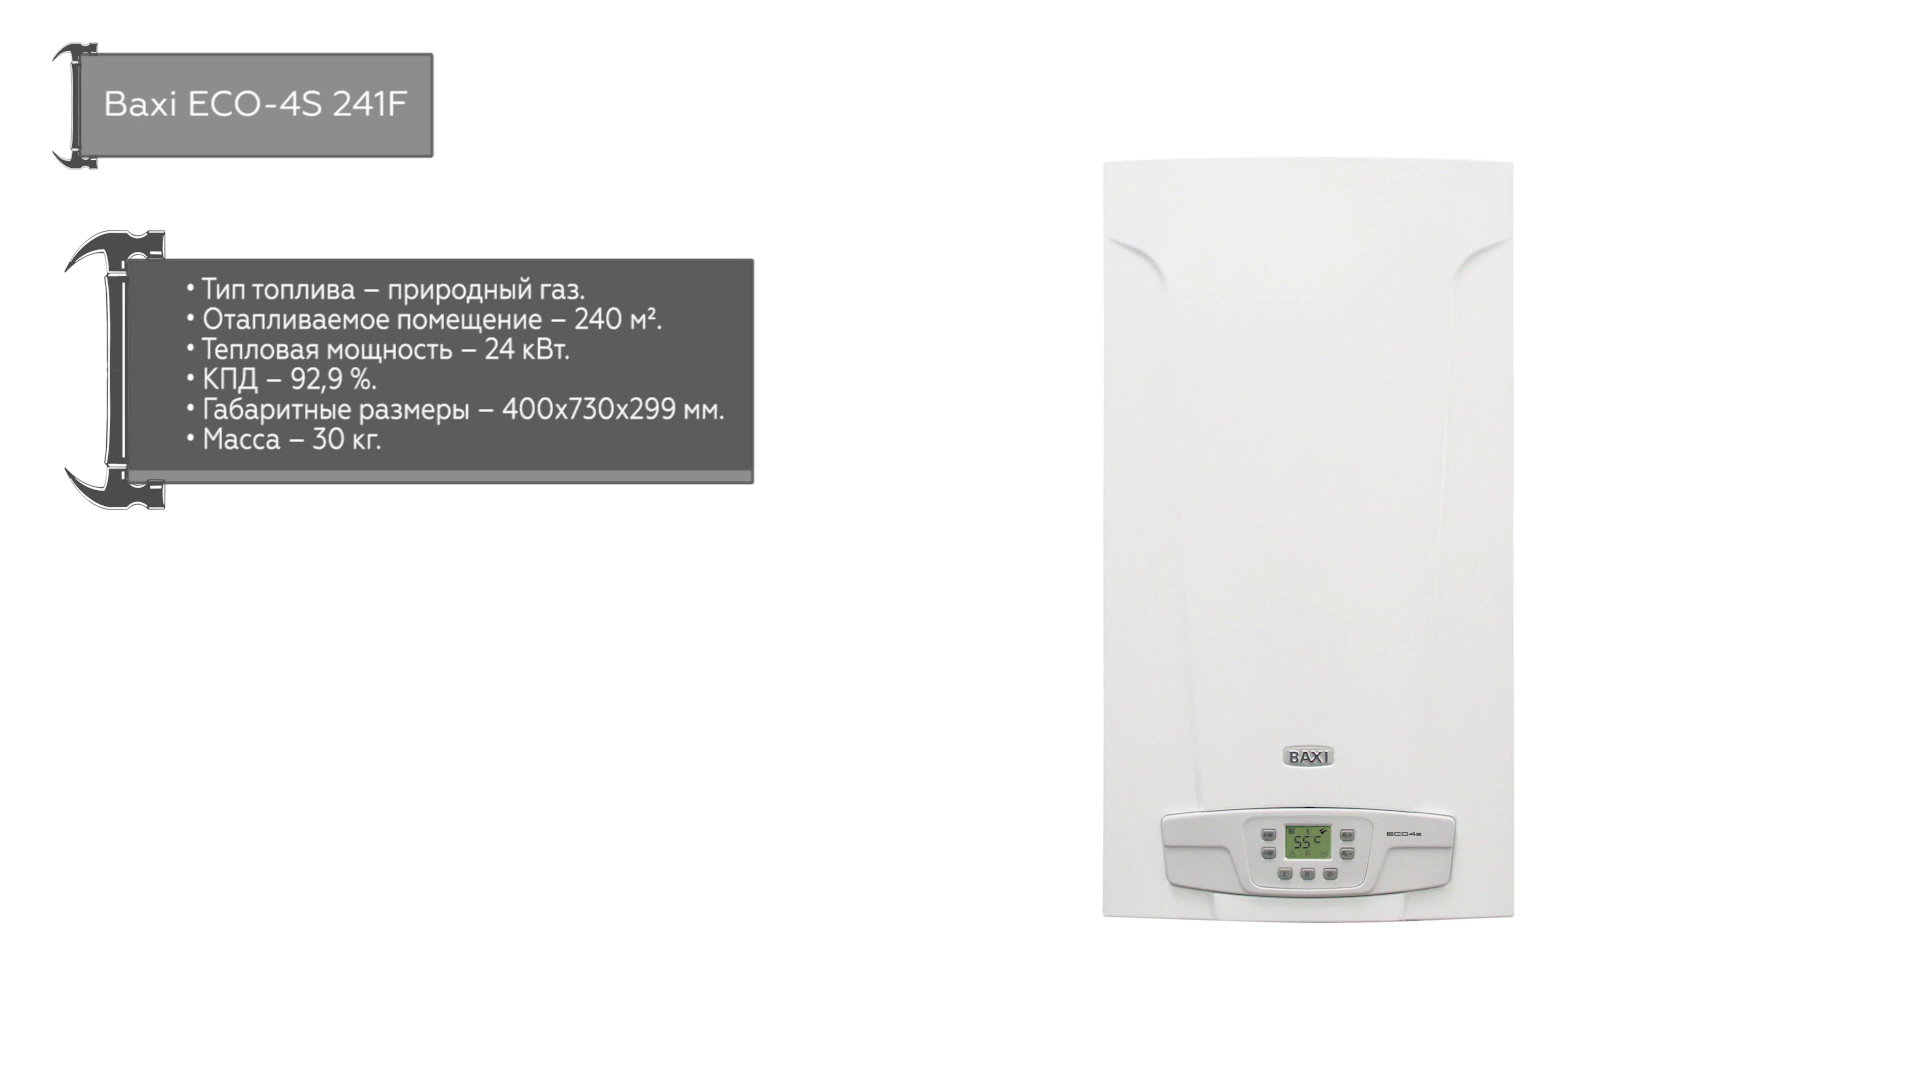 Baxi ECO-4S 241F
• Тип топлива – природный газ.
• Отапливаемое помещение – 240 м².
• Тепловая мощность – 24 кВт.
• КПД – 92,9 %.
• Габаритные размеры – 400x730x299 мм.
• Масса – 30 кг.
BAXI
ECO4s
55°C